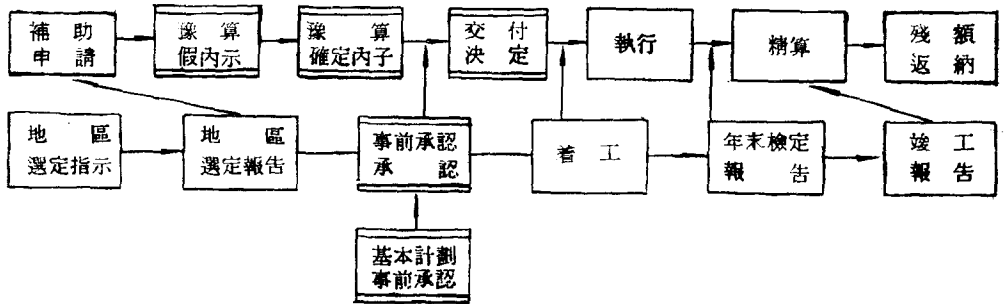 補助
申請
豫算
假內示
豫算
確定內子
交付
決定
執行
精算
殘額
返納
地區
選定指示
地區
選定報告
事前承認
承認
着工
年末檢定
報告
竣工
報告
基本計劃
事前承認